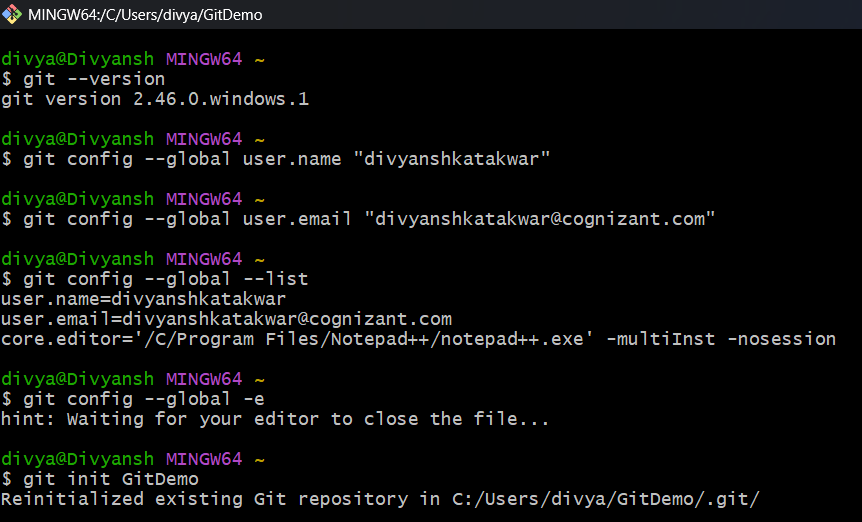 MINGW64:/C/Users/divya/GitDemo
divya@Divyansh MINGW64 ~
$ git --version
git version 2.46.0.windows.1
divya@Divyansh MINGW64 ~
$ git config --global user.name "divyanshkatakwar"
divya@Divyansh MINGW64 ~
$ git config --global user.email "divyanshkatakwar@cognizant.com"
divya@Divyansh MINGW64 ~
$ git config --global --list
user.name=divyanshkatakwar
user.email=divyanshkatakwar@cognizant.com
core.editor='/C/Program Files/Notepad++/notepad++.exe' -multiInst -nosession
divya@Divyansh MINGW64 ~
$ git config --global -e
hint: Waiting for your editor to close the file...
divya@Divyansh MINGW64 ~
$ git init GitDemo
Reinitialized existing Git repository in C:/Users/divya/GitDemo/.git/